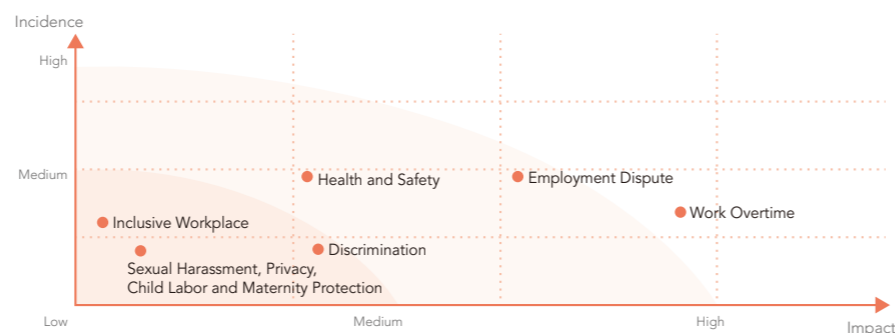 Incidence
High
Medium
Health and Safety
Employment Dispute
Work Overtime
Inclusive Workplace
Discrimination
Sexual Harassment, Privacy,
Child Labor and Maternity Protection
Low
Medium
High
Impact